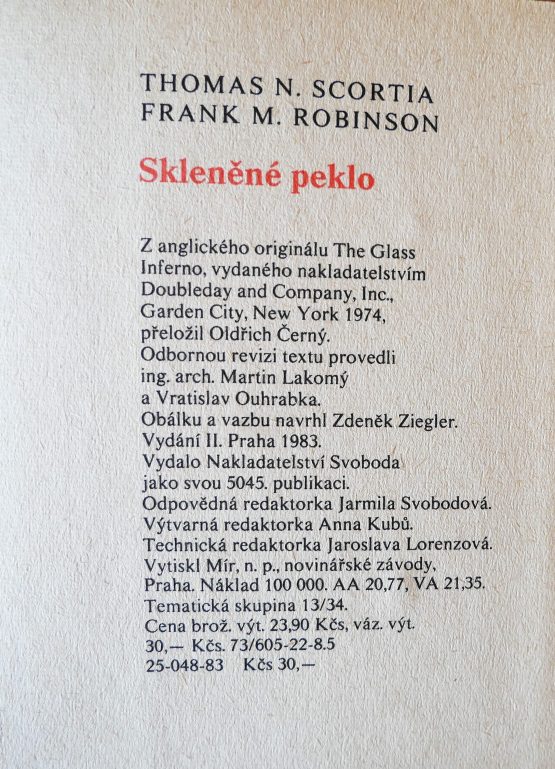 THOMAS N. SCORTIA
FRANK M. ROBINSON
Skleněné peklo
Z anglického originálu The Glass
Inferno, vydaného nakladatelstvím
Doubleday and Company, Inc.,
Garden City, New York 1974,
přeložil Oldřich Černý.
Odbornou revizi textu provedli
ing. arch. Martin Lakomý
a Vratislav Ouhrabka.
Obálku a vazbu navrhl Zdeněk Ziegler.
Vydání II. Praha 1983.
Vydalo Nakladatelství Svoboda
jako svou 5045. publikaci.
Odpovědná redaktorka Jarmila Svobodová.
Výtvarná redaktorka Anna Kubů.
Technická redaktorka Jaroslava Lorenzová.
Vytiskl Mír, n. p., novinářské závody,
Praha. Náklad 100 000. AA 20,77, VA 21,35.
Tematická skupina 13/34.
Cena brož. výt. 23,90 Kčs, váz. výt.
30,— Kčs. 73/605-22-8.5
25-048-83 Kčs 30,—